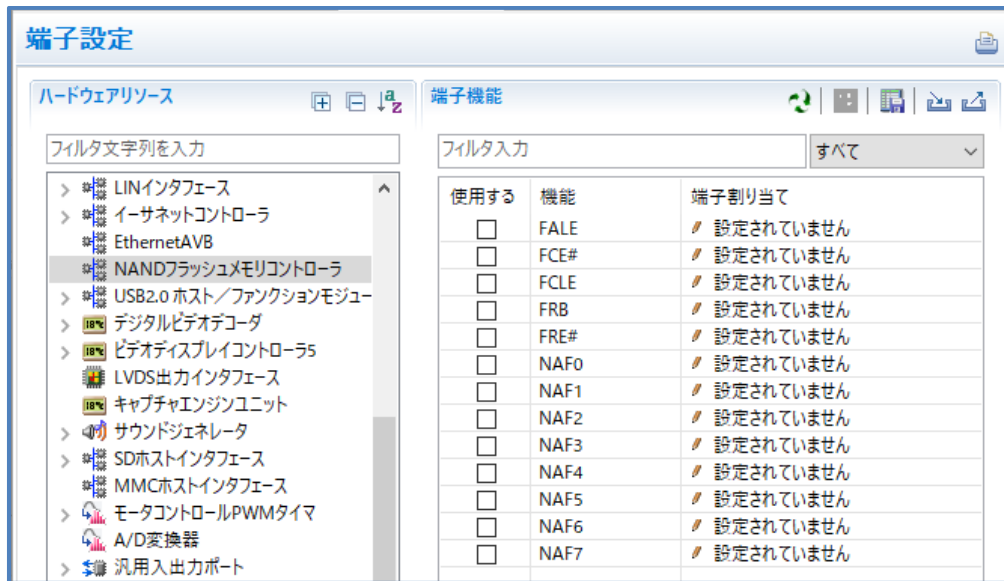 端子設定
ハードウェアリソース
フィルタ文字列を入力
LINインタフェース
イーサネットコントローラ
EthernetAVB
NANDフラッシュメモリコントローラ
USB2.0 ホスト／ファンクションモジュー
デジタルビデオデコーダ
ビデオディスプレイコントローラ5
LVDS出力インタフェース
キャプチャエンジンユニット
サウンドジェネレータ
SDホストインタフェース
MMCホストインタフェース
モータコントロールPWMタイマ
A/D変換器
汎用入出力ポート
端子機能
フィルタ入力 すべて
使用する 機能 端子割り当て
FALE 設定されていません
FCE# 設定されていません
FCLE 設定されていません
FRB 設定されていません
FRE# 設定されていません
NAF0 設定されていません
NAF1 設定されていません
NAF2 設定されていません
NAF3 設定されていません
NAF4 設定されていません
NAF5 設定されていません
NAF6 設定されていません
NAF7 設定されていません